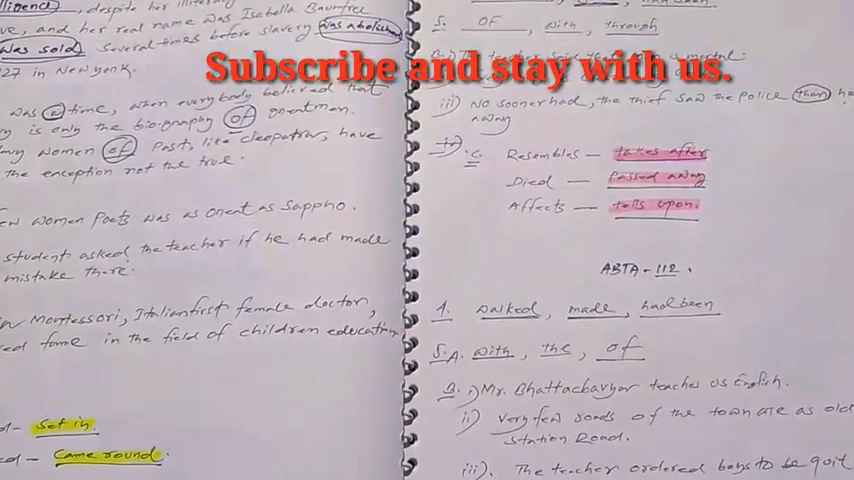 Subscribe and stay with us.
despite her
and her real name was Isabella Baumfree
was sold several times before slavery was abolished
27 in New York.
was a time, when everybody believed that
is only the biography of greatmen.
women of past, like cleopatra, have
the exception not the true.
women poets was as great as Sappho.
student asked the teacher if he had made
mistake there.
Montessori, Italian first female doctor,
fame in the field of children education
set in.
came round.
5. OF, with, through
iii) No sooner had, the thief saw the police than he
away
c. Resembles - takes after
Died - Passed away
Affects - tells upon.
ABTA-112.
1. walked, made, had been
5.A. with, the, of
B. i) Mr. Bhattacharyar teaches us English.
ii) Very few roads of the town are as old
Station Road.
iii). The teacher ordered boys to be quit